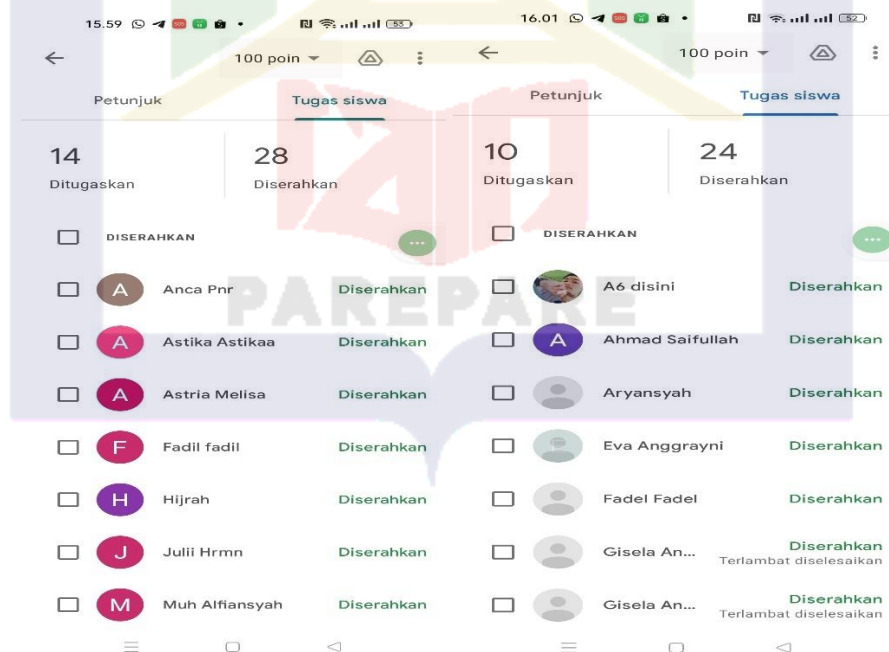 15.59
53
100 poin
Petunjuk
Tugas siswa
14
28
Ditugaskan
Diserahkan
DISERAHKAN
A
Anca Pnr
Diserahkan
A
Astika Astikaa
Diserahkan
A
Astria Melisa
Diserahkan
F
Fadil fadil
Diserahkan
H
Hijrah
Diserahkan
J
Julii Hrmn
Diserahkan
M
Muh Alfiansyah
Diserahkan
16.01
52
100 poin
Petunjuk
Tugas siswa
10
24
Ditugaskan
Diserahkan
DISERAHKAN
A6 disini
Diserahkan
A
Ahmad Saifullah
Diserahkan
Aryansyah
Diserahkan
Eva Anggrayni
Diserahkan
Fadel Fadel
Diserahkan
Gisela An...
Diserahkan
Terlambat diselesaikan
Gisela An...
Diserahkan
Terlambat diselesaikan
PAREPARE